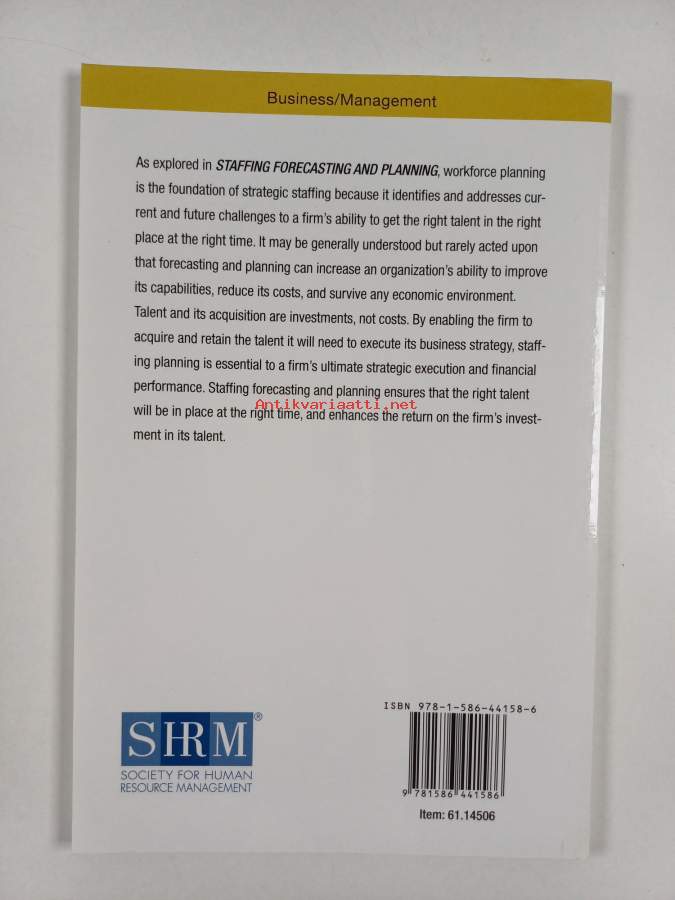 Business/Management
As explored in STAFFING FORECASTING AND PLANNING, workforce planning
is the foundation of strategic staffing because it identifies and addresses cur-
rent and future challenges to a firm's ability to get the right talent in the right
place at the right time. It may be generally understood but rarely acted upon
that forecasting and planning can increase an organization's ability to improve
its capabilities, reduce its costs, and survive any economic environment.
Talent and its acquisition are investments, not costs. By enabling the firm to
acquire and retain the talent it will need to execute its business strategy, staff-
ing planning is essential to a firm's ultimate strategic execution and financial
performance. Staffing forecasting and planning ensures that the right talent
Antikvariaatti.net
will be in place at the right time, and enhances the return on the firm's invest-
ment in its talent.
ISBN 978-1-586-44158-6
SHRM®
SOCIETY FOR HUMAN
RESOURCE MANAGEMENT
9 781586 441586
Item: 61.14506